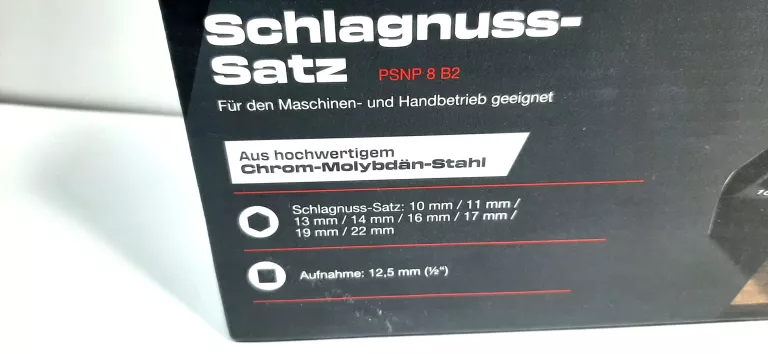 Schlagnuss-
Satz PSNP 8 B2
Für den Maschinen- und Handbetrieb geeignet
Aus hochwertigem
Chrom-Molybdän-Stahl
Schlagnuss-Satz: 10 mm / 11 mm /
13 mm / 14 mm / 16 mm / 17 mm /
19 mm / 22 mm
Aufnahme: 12,5 mm (½")